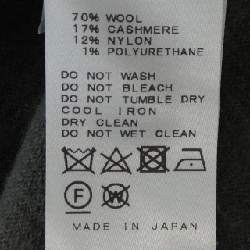 70% WOOL
17% CASHMERE
12% NYLON
1% POLYURETHANE
DO NOT WASH
DO NOT BLEACH
DO NOT TUMBLE DRY
COOL IRON
DRY CLEAN
DO NOT WET CLEAN
F W
MADE IN JAPAN